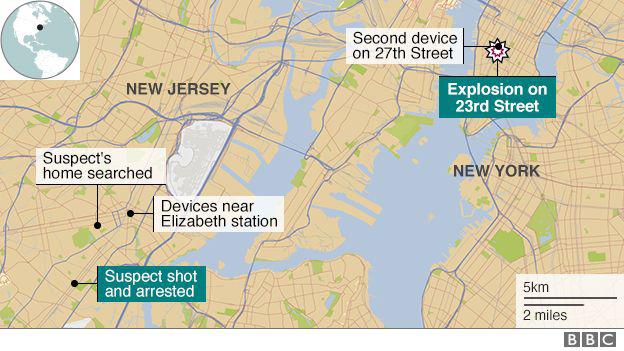 Second device
on 27th Street
Explosion on
23rd Street
NEW JERSEY
Suspect's
home searched
NEW YORK
Devices near
Elizabeth station
Suspect shot
and arrested
5km
2 miles
BBC